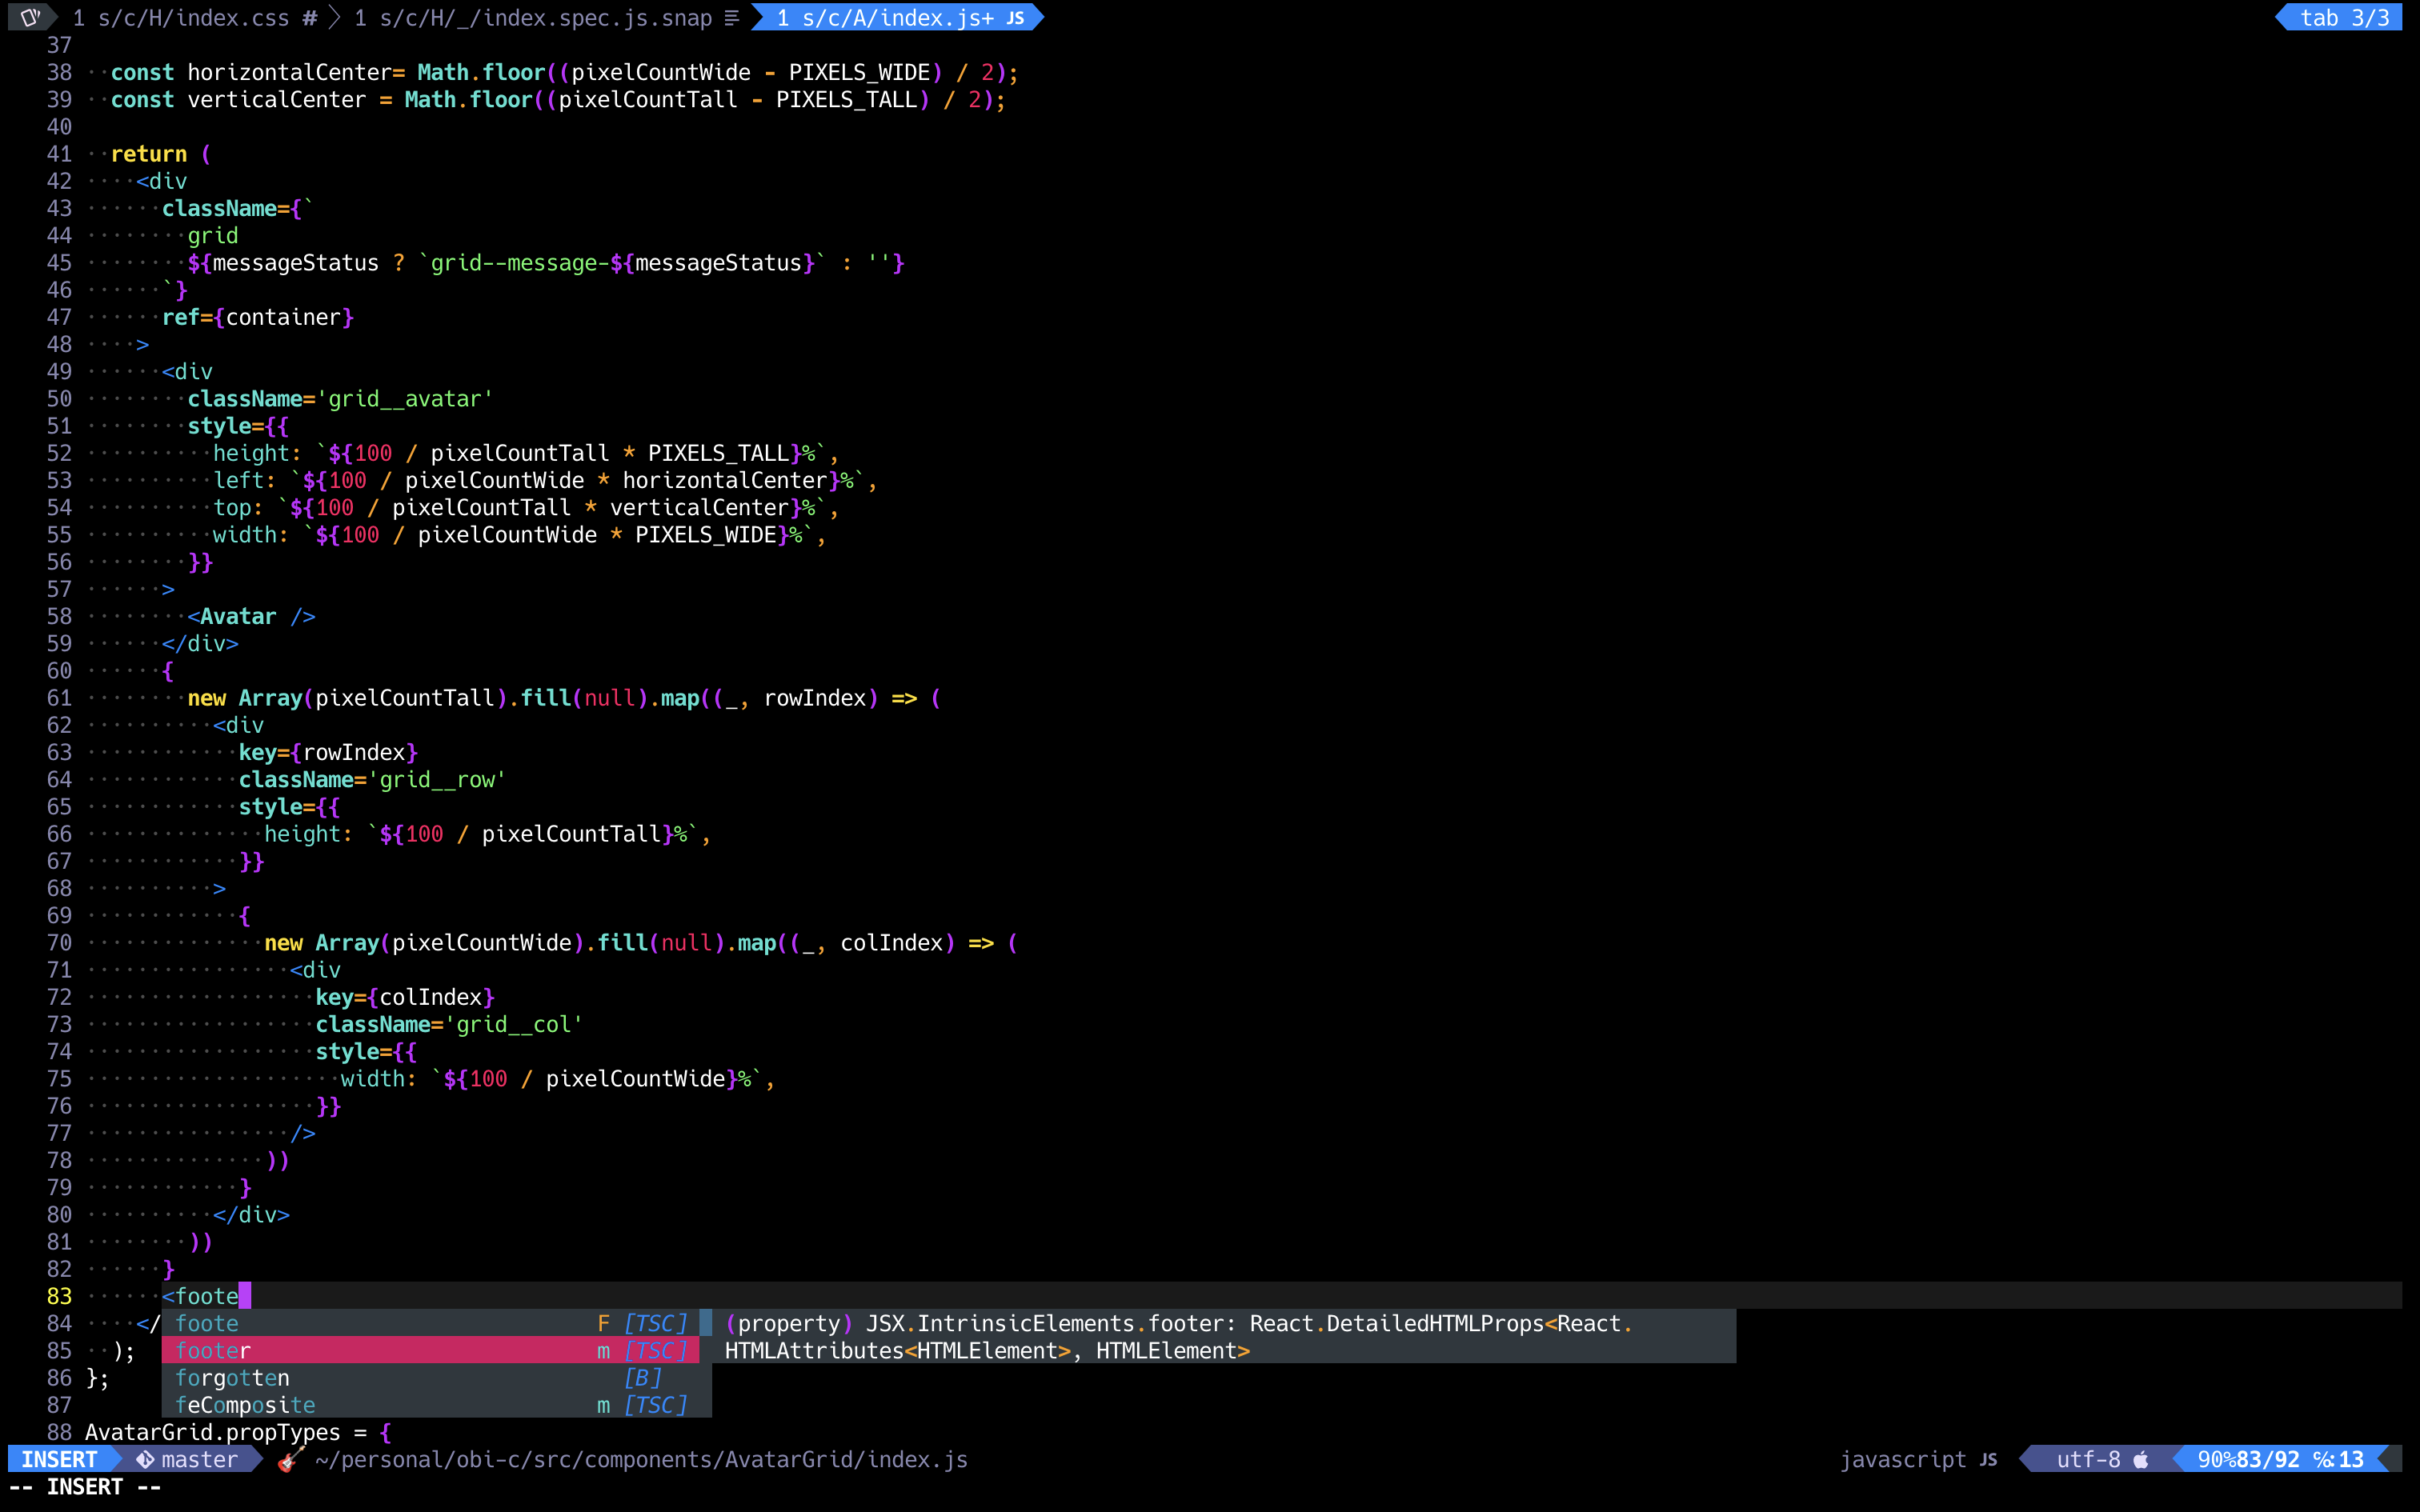 1 s/c/H/index.css # 1 s/c/H/_/index.spec.js.snap 1 s/c/A/index.js+ JS tab 3/3
37
38 ··const horizontalCenter= Math.floor((pixelCountWide - PIXELS_WIDE) / 2);
39 ··const verticalCenter = Math.floor((pixelCountTall - PIXELS_TALL) / 2);
40
41 ··return (
42 ····<div
43 ······className={`
44 ········grid
45 ········${messageStatus ? `grid--message-${messageStatus}` : ''}
46 ······`}
47 ······ref={container}
48 ····>
49 ······<div
50 ········className='grid__avatar'
51 ········style={{
52 ··········height: `${100 / pixelCountTall * PIXELS_TALL}%`,
53 ··········left: `${100 / pixelCountWide * horizontalCenter}%`,
54 ··········top: `${100 / pixelCountTall * verticalCenter}%`,
55 ··········width: `${100 / pixelCountWide * PIXELS_WIDE}%`,
56 ········}}
57 ······>
58 ········<Avatar />
59 ······</div>
60 ······{
61 ········new Array(pixelCountTall).fill(null).map((_, rowIndex) => (
62 ··········<div
63 ············key={rowIndex}
64 ············className='grid__row'
65 ············style={{
66 ··············height: `${100 / pixelCountTall}%`,
67 ············}}
68 ··········>
69 ············{
70 ··············new Array(pixelCountWide).fill(null).map((_, colIndex) => (
71 ················<div
72 ··················key={colIndex}
73 ··················className='grid__col'
74 ··················style={{
75 ····················width: `${100 / pixelCountWide}%`,
76 ··················}}
77 ················/>
78 ··············))
79 ············}
80 ··········</div>
81 ········))
82 ······}
83 ······<foote
84 ····</ foote F [TSC] (property) JSX.IntrinsicElements.footer: React.DetailedHTMLProps<React.
85 ··); footer m [TSC] HTMLAttributes<HTMLElement>, HTMLElement>
86 }; forgotten [B]
87 feComposite m [TSC]
88 AvatarGrid.propTypes = {
INSERT master ~/personal/obi-c/src/components/AvatarGrid/index.js javascript JS utf-8 90%83/92 ℅:13
-- INSERT --